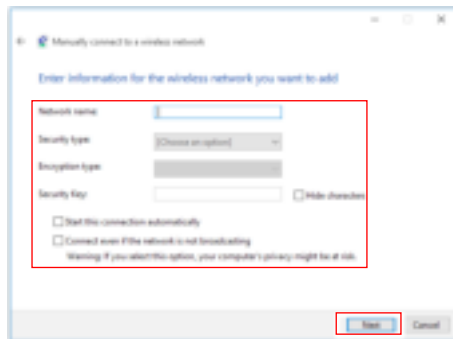 Manually connect to a wireless network
Enter information for the wireless network you want to add
Network name:
Security type: [Choose an option]
Encryption type:
Security Key: Hide characters
Start this connection automatically
Connect even if the network is not broadcasting
Warning: If you select this option, your computer's privacy might be at risk.
Next Cancel